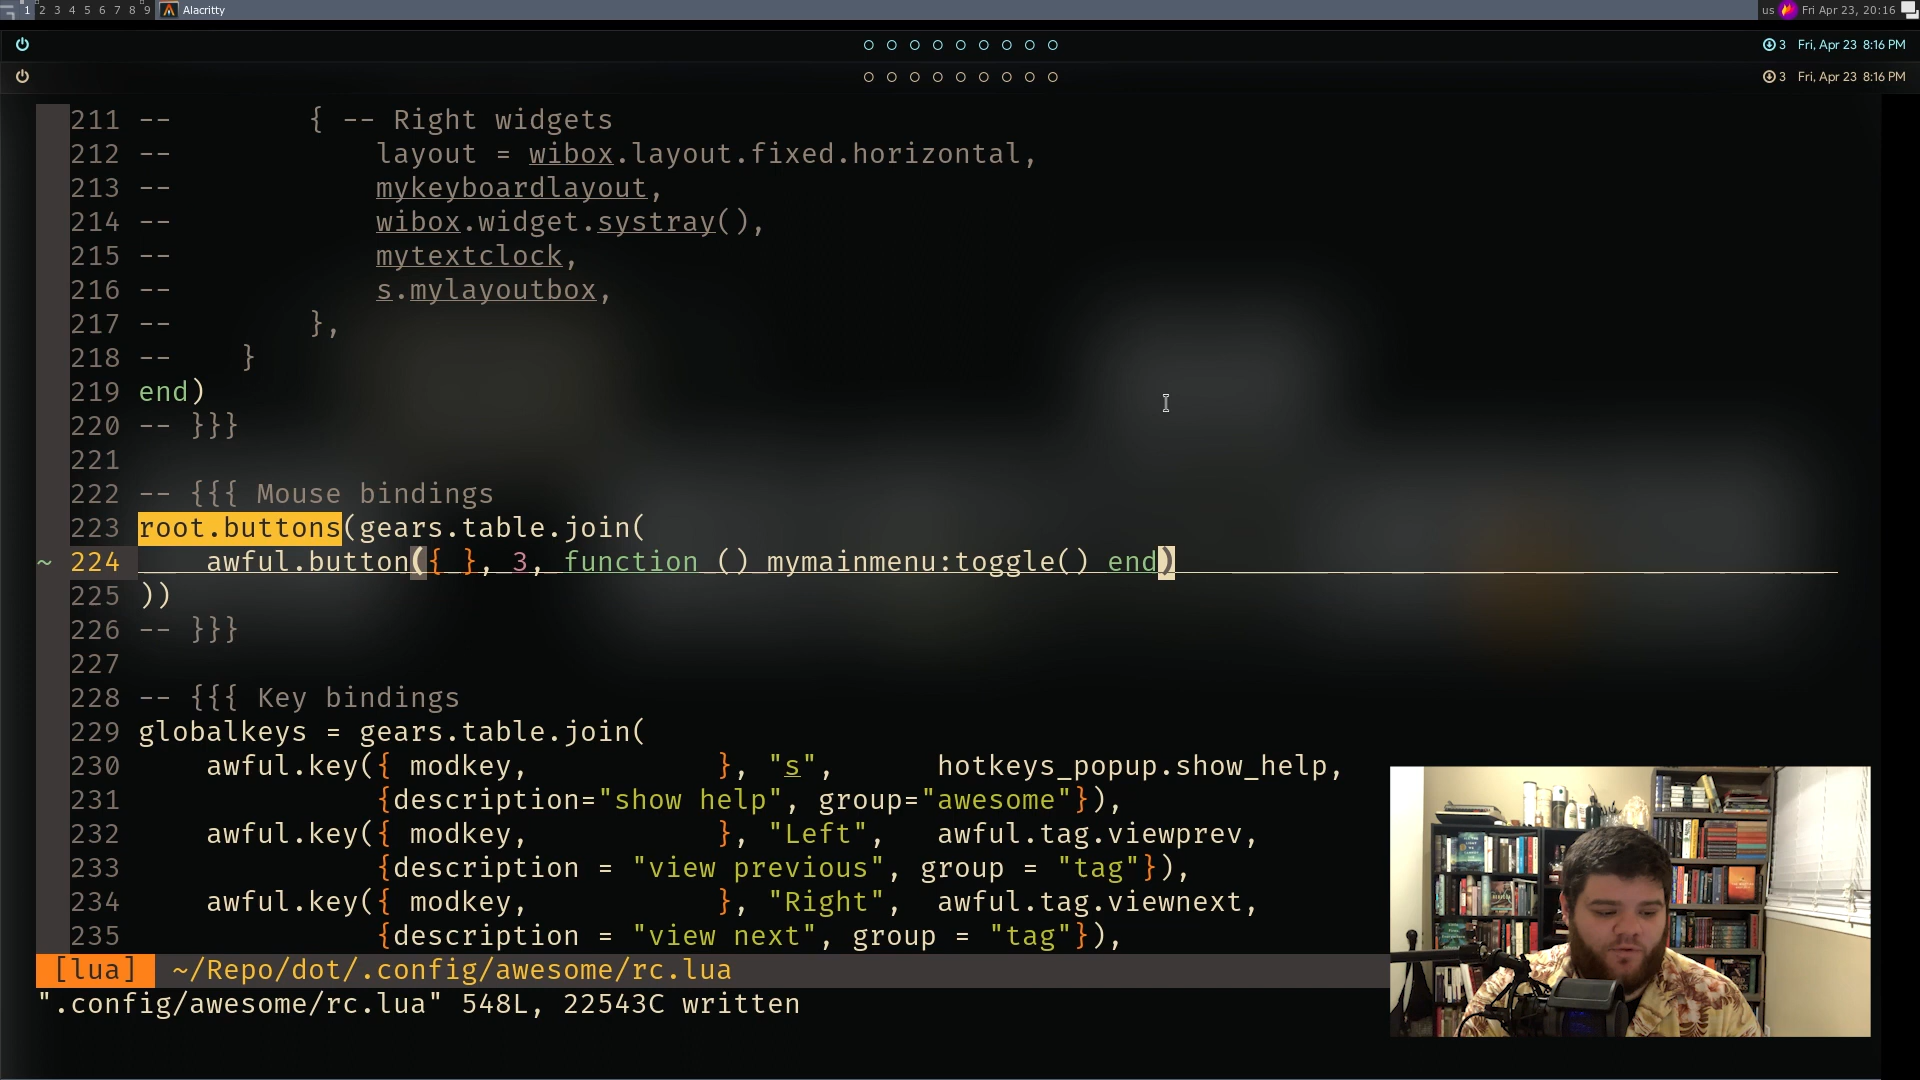 1 2 3 4 5 6 7 8 9 Alacritty us Fri Apr 23, 20:16
3 Fri, Apr 23 8:16 PM
3 Fri, Apr 23 8:16 PM
211 --        { -- Right widgets
212 --            layout = wibox.layout.fixed.horizontal,
213 --            mykeyboardlayout,
214 --            wibox.widget.systray(),
215 --            mytextclock,
216 --            s.mylayoutbox,
217 --        },
218 --    }
219 end)
220 -- }}}
221
222 -- {{{ Mouse bindings
223 root.buttons(gears.table.join(
~ 224     awful.button({ }, 3, function () mymainmenu:toggle() end)
225 ))
226 -- }}}
227
228 -- {{{ Key bindings
229 globalkeys = gears.table.join(
230     awful.key({ modkey,           }, "s",      hotkeys_popup.show_help,
231               {description="show help", group="awesome"}),
232     awful.key({ modkey,           }, "Left",   awful.tag.viewprev,
233               {description = "view previous", group = "tag"}),
234     awful.key({ modkey,           }, "Right",  awful.tag.viewnext,
235               {description = "view next", group = "tag"}),
[lua] ~/Repo/dot/.config/awesome/rc.lua
".config/awesome/rc.lua" 548L, 22543C written